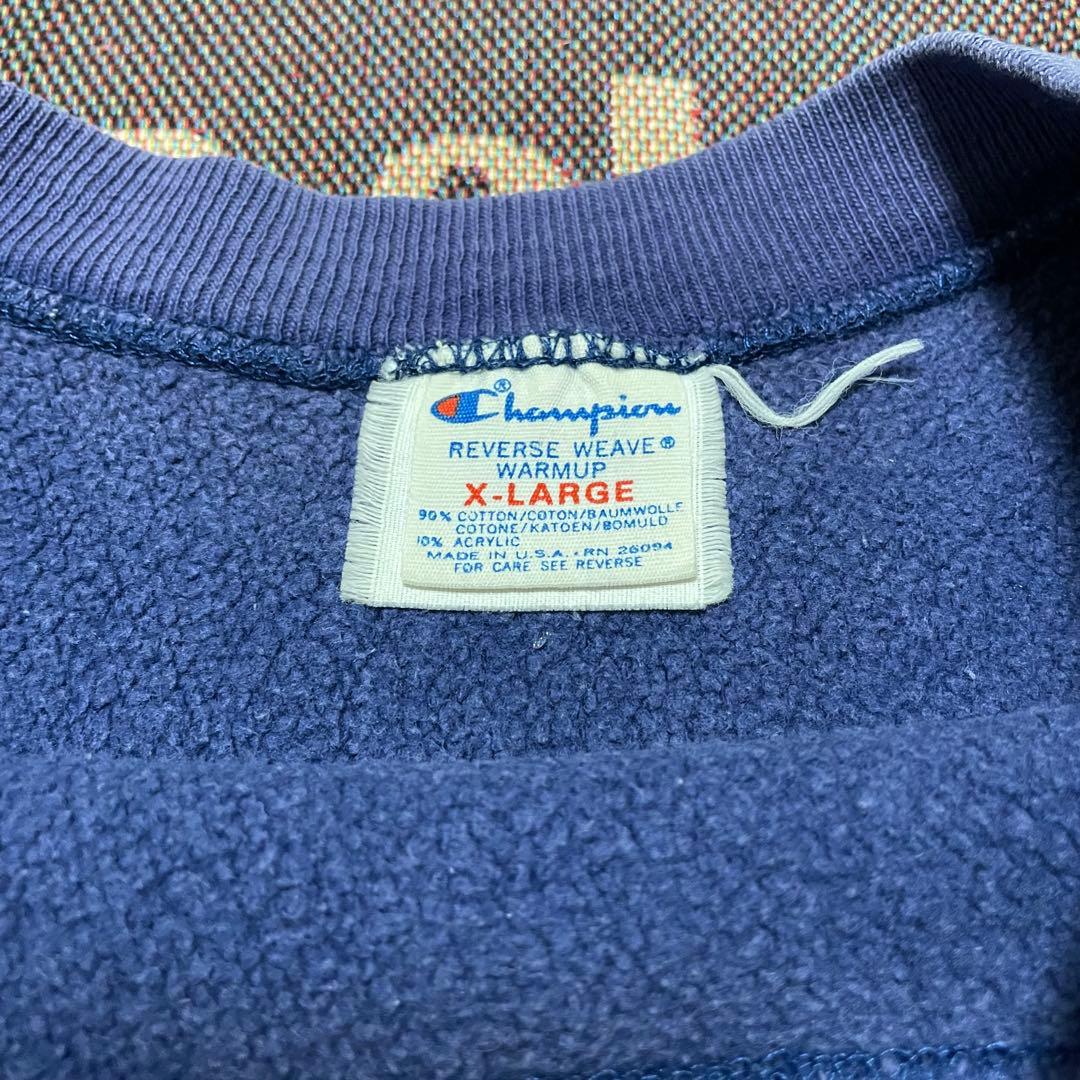 Champion®
REVERSE WEAVE®
WARMUP
X-LARGE
90% COTTON/COTON/BAUMWOLLE
COTONE/KATOEN/BOMULD
10% ACRYLIC
MADE IN U.S.A. · RN 26094
FOR CARE SEE REVERSE